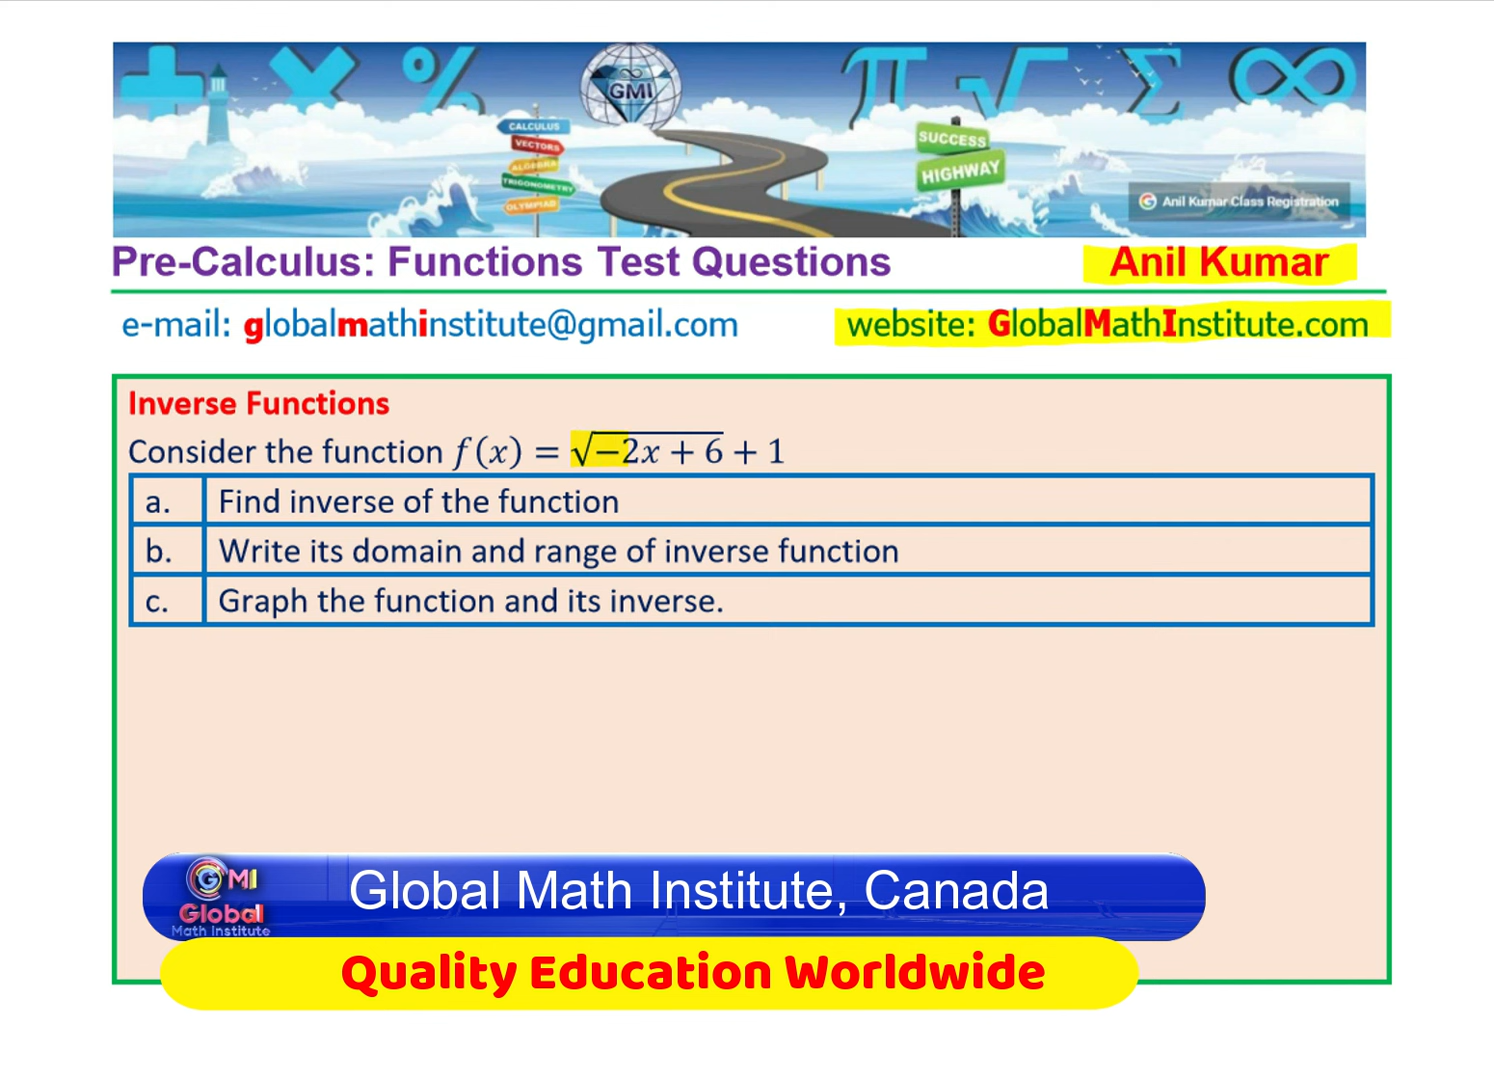 GMI
CALCULUS
VECTORS
ALGEBRA
TRIGONOMETRY
OLYMPIAD
SUCCESS
HIGHWAY
G Anil Kumar Class Registration
Pre-Calculus: Functions Test Questions Anil Kumar
e-mail: globalmathinstitute@gmail.com website: GlobalMathInstitute.com
Inverse Functions
Consider the function f(x) = √(-2x + 6) + 1
a. Find inverse of the function
b. Write its domain and range of inverse function
c. Graph the function and its inverse.
GMI
Global
Math Institute
Global Math Institute, Canada
Quality Education Worldwide